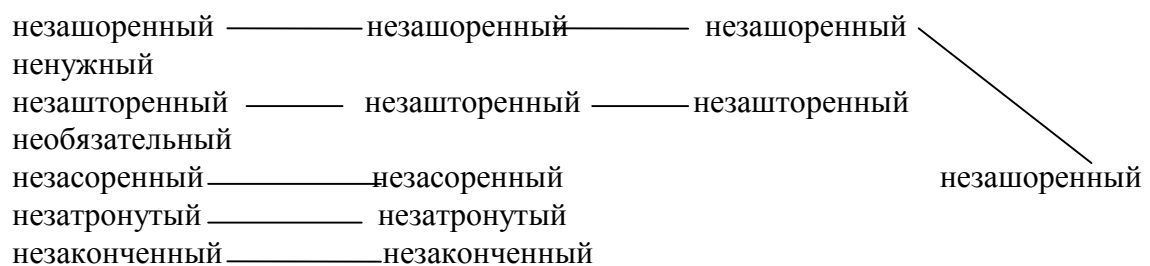 незашоренный незашоренный незашоренный
ненужный
незашторенный незашторенный незашторенный
необязательный
незасоренный незасоренный незашоренный
незатронутый незатронутый
незаконченный незаконченный